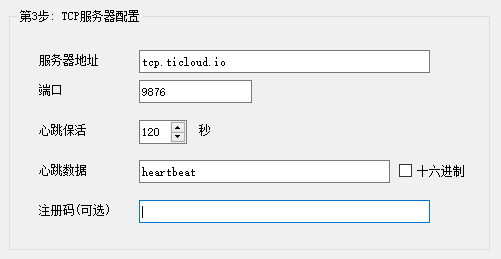 第3步: TCP服务器配置
服务器地址 tcp.ticloud.io
端口 9876
心跳保活 120 秒
心跳数据 heartbeat 十六进制
注册码(可选)